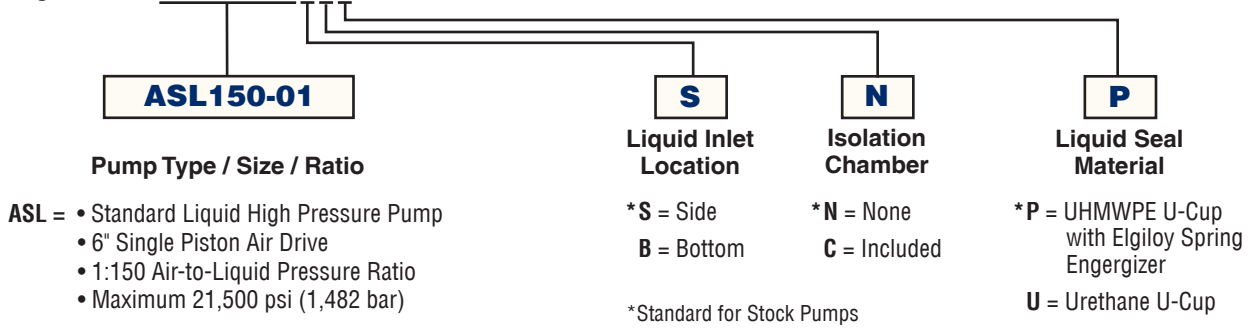 ASL150-01
S
N
P
Pump Type / Size / Ratio
Liquid Inlet
Location
Isolation
Chamber
Liquid Seal
Material
ASL = • Standard Liquid High Pressure Pump
• 6" Single Piston Air Drive
• 1:150 Air-to-Liquid Pressure Ratio
• Maximum 21,500 psi (1,482 bar)
*S = Side
B = Bottom
*N = None
C = Included
*Standard for Stock Pumps
*P = UHMWPE U-Cup
with Elgiloy Spring
Engergizer
U = Urethane U-Cup